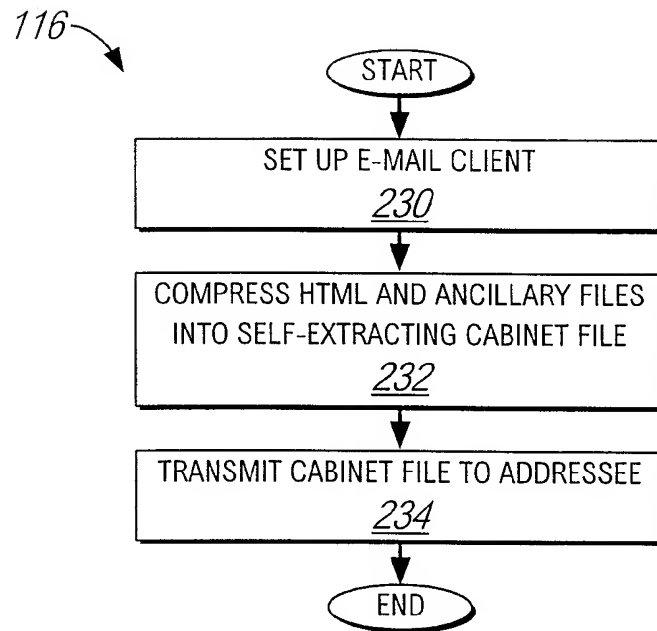 116
START
SET UP E-MAIL CLIENT
230
COMPRESS HTML AND ANCILLARY FILES
INTO SELF-EXTRACTING CABINET FILE
232
TRANSMIT CABINET FILE TO ADDRESSEE
234
END